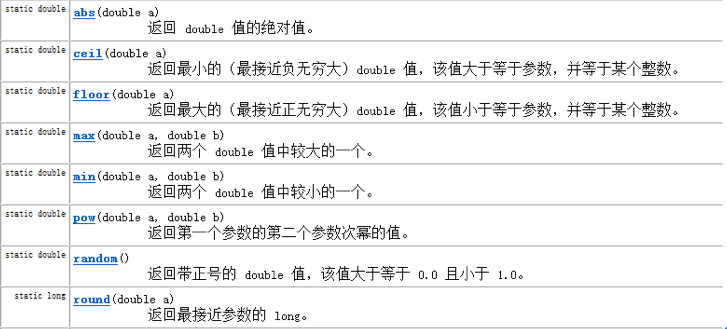 static double abs(double a)
返回 double 值的绝对值。
static double ceil(double a)
返回最小的（最接近负无穷大）double 值，该值大于等于参数，并等于某个整数。
static double floor(double a)
返回最大的（最接近正无穷大）double 值，该值小于等于参数，并等于某个整数。
static double max(double a, double b)
返回两个 double 值中较大的一个。
static double min(double a, double b)
返回两个 double 值中较小的一个。
static double pow(double a, double b)
返回第一个参数的第二个参数次幂的值。
static double random()
返回带正号的 double 值，该值大于等于 0.0 且小于 1.0。
static long round(double a)
返回最接近参数的 long。